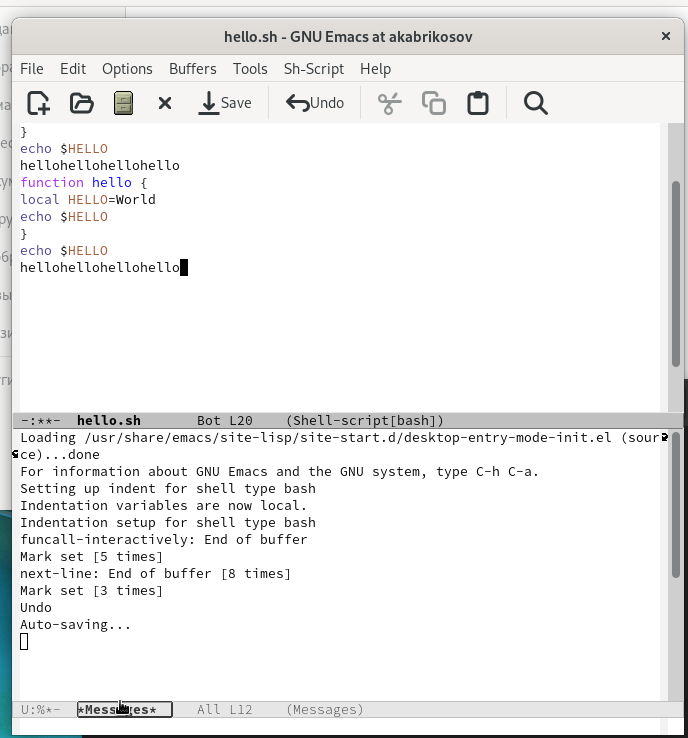 hello.sh - GNU Emacs at akabrikosov
File Edit Options Buffers Tools Sh-Script Help
Save Undo
}
echo $HELLO
hellohellohellohello
function hello {
local HELLO=World
echo $HELLO
}
echo $HELLO
hellohellohellohello
-:**- hello.sh Bot L20 (Shell-script[bash])
Loading /usr/share/emacs/site-lisp/site-start.d/desktop-entry-mode-init.el (sour
ce)...done
For information about GNU Emacs and the GNU system, type C-h C-a.
Setting up indent for shell type bash
Indentation variables are now local.
Indentation setup for shell type bash
funcall-interactively: End of buffer
Mark set [5 times]
next-line: End of buffer [8 times]
Mark set [3 times]
Undo
Auto-saving...
U:%*- *Messages* All L12 (Messages)